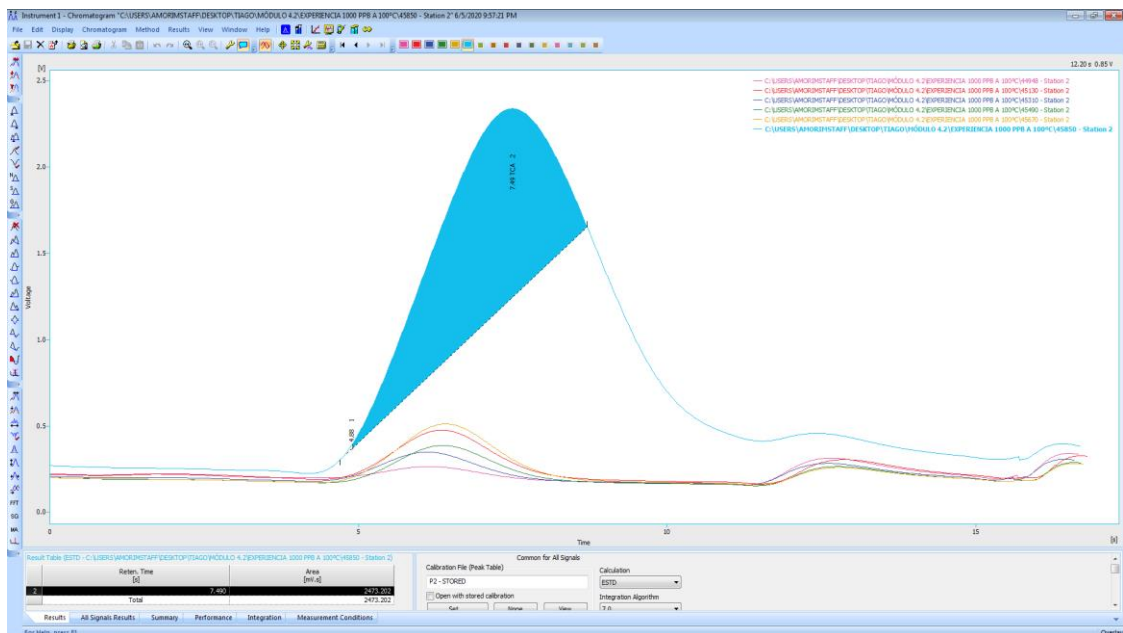 Instrument 1 - Chromatogram "C:\USERS\AMORIMSTAFF\DESKTOP\TIAGO\MÓDULO 4.2\EXPERIENCIA 1000 PPB A 100ºC\45850 - Station 2" 6/5/2020 9:57:21 PM
File Edit Display Chromatogram Method Results View Window Help
12.20 s 0.85 V
[V]
C:\USERS\AMORIMSTAFF\DESKTOP\TIAGO\MÓDULO 4.2\EXPERIENCIA 1000 PPB A 100ºC\44948 - Station 2
C:\USERS\AMORIMSTAFF\DESKTOP\TIAGO\MÓDULO 4.2\EXPERIENCIA 1000 PPB A 100ºC\45130 - Station 2
C:\USERS\AMORIMSTAFF\DESKTOP\TIAGO\MÓDULO 4.2\EXPERIENCIA 1000 PPB A 100ºC\45310 - Station 2
C:\USERS\AMORIMSTAFF\DESKTOP\TIAGO\MÓDULO 4.2\EXPERIENCIA 1000 PPB A 100ºC\45490 - Station 2
C:\USERS\AMORIMSTAFF\DESKTOP\TIAGO\MÓDULO 4.2\EXPERIENCIA 1000 PPB A 100ºC\45670 - Station 2
C:\USERS\AMORIMSTAFF\DESKTOP\TIAGO\MÓDULO 4.2\EXPERIENCIA 1000 PPB A 100ºC\45850 - Station 2
2.5
2.0
1.5
1.0
0.5
0.0
Voltage
7.49 TCA 2
4.88 1
0 5 10 15
Time
[s]
FFT
SG
MA
Result Table (ESTD - C:\USERS\AMORIMSTAFF\DESKTOP\TIAGO\MÓDULO 4.2\EXPERIENCIA 1000 PPB A 100ºC\45850 - Station 2)
Reten. Time [s] Area [mV.s]
2 7.490 2473.202
Total 2473.202
Common for All Signals
Calibration File (Peak Table)
P2 - STORED
Open with stored calibration
Set... None View
Calculation
ESTD
Integration Algorithm
7.0
Results All Signals Results Summary Performance Integration Measurement Conditions
For Help, press F1
Overlay